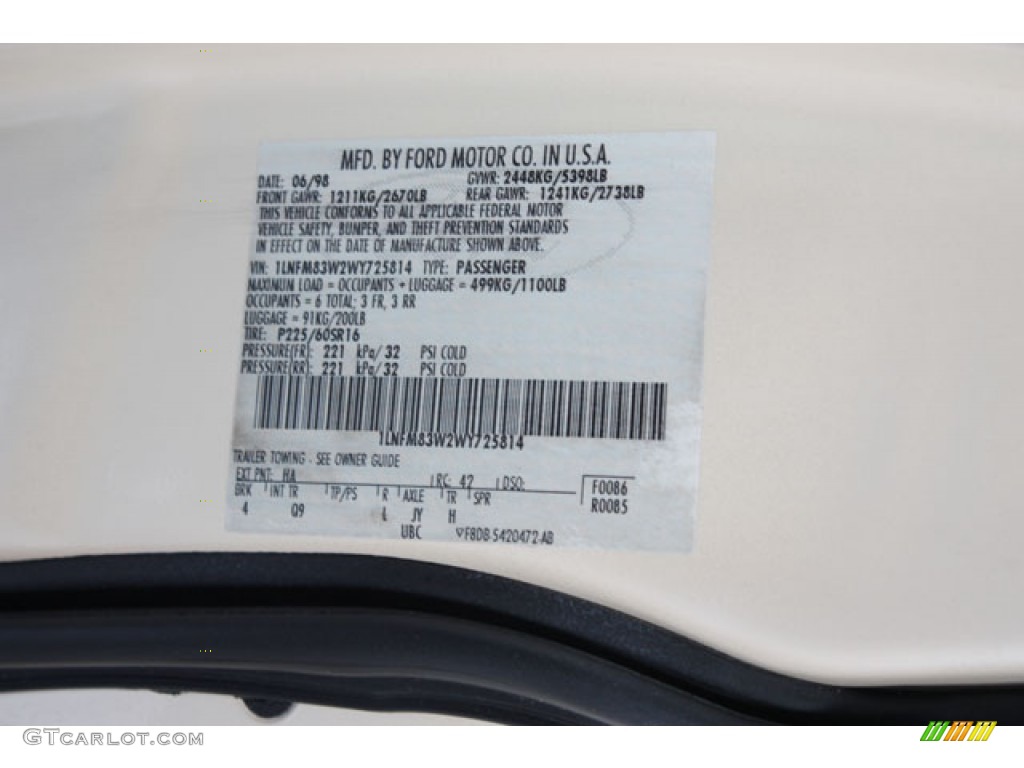 MFD. BY FORD MOTOR CO. IN U.S.A.
DATE: 06/98 GVWR: 2448KG/5398LB
FRONT GAWR: 1211KG/2670LB REAR GAWR: 1241KG/2738LB
THIS VEHICLE CONFORMS TO ALL APPLICABLE FEDERAL MOTOR
VEHICLE SAFETY, BUMPER, AND THEFT PREVENTION STANDARDS
IN EFFECT ON THE DATE OF MANUFACTURE SHOWN ABOVE.
VIN: 1LNFM83W2WY725814 TYPE: PASSENGER
MAXIMUM LOAD = OCCUPANTS + LUGGAGE = 499KG/1100LB
OCCUPANTS = 6 TOTAL; 3 FR, 3 RR
LUGGAGE = 91KG/200LB
TIRE: P225/60SR16
PRESSURE(FR): 221 kPa/32 PSI COLD
PRESSURE(RR): 221 kPa/32 PSI COLD
1LNFM83W2WY725814
TRAILER TOWING - SEE OWNER GUIDE
EXT PNT: HA RC: 42 DSO: F0086
BRK INT TR TP/PS R AXLE TR SPR R0085
4 09 L JY H
UBC F8DB-5420472-AB
GTCarLot.com